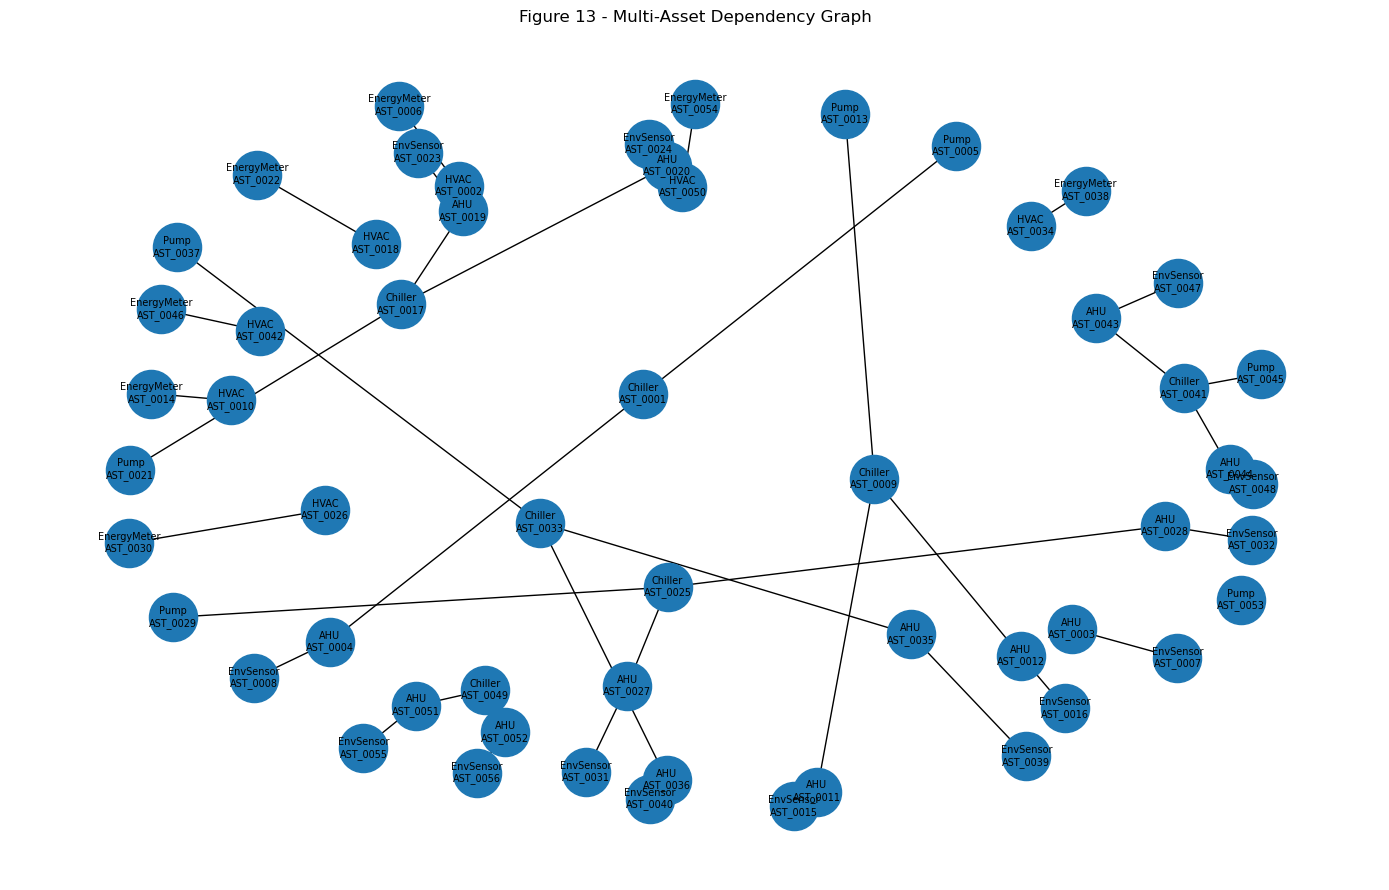 Figure 13 - Multi-Asset Dependency Graph
EnergyMeter
AST_0006
EnergyMeter
AST_0054
Pump
AST_0013
EnvSensor
AST_0023
EnvSensor
AST_0024
Pump
AST_0005
EnergyMeter
AST_0022
AHU
AST_0020
HVAC
AST_0002
HVAC
AST_0050
EnergyMeter
AST_0038
AHU
AST_0019
HVAC
AST_0034
Pump
AST_0037
HVAC
AST_0018
EnvSensor
AST_0047
Chiller
AST_0017
EnergyMeter
AST_0046
HVAC
AST_0042
AHU
AST_0043
Pump
AST_0045
Chiller
AST_0041
EnergyMeter
AST_0014
HVAC
AST_0010
Chiller
AST_0001
Pump
AST_0021
AHU
AST_0044
EnvSensor
AST_0048
Chiller
AST_0009
HVAC
AST_0026
Chiller
AST_0033
AHU
AST_0028
EnergyMeter
AST_0030
EnvSensor
AST_0032
Chiller
AST_0025
Pump
AST_0053
Pump
AST_0029
AHU
AST_0003
AHU
AST_0035
AHU
AST_0004
AHU
AST_0012
EnvSensor
AST_0007
EnvSensor
AST_0008
Chiller
AST_0049
AHU
AST_0027
AHU
AST_0051
EnvSensor
AST_0016
AHU
AST_0052
EnvSensor
AST_0055
EnvSensor
AST_0039
EnvSensor
AST_0056
EnvSensor
AST_0031
AHU
AST_0036
EnvSensor
AST_0040
AHU
AST_0011
EnvSensor
AST_0015